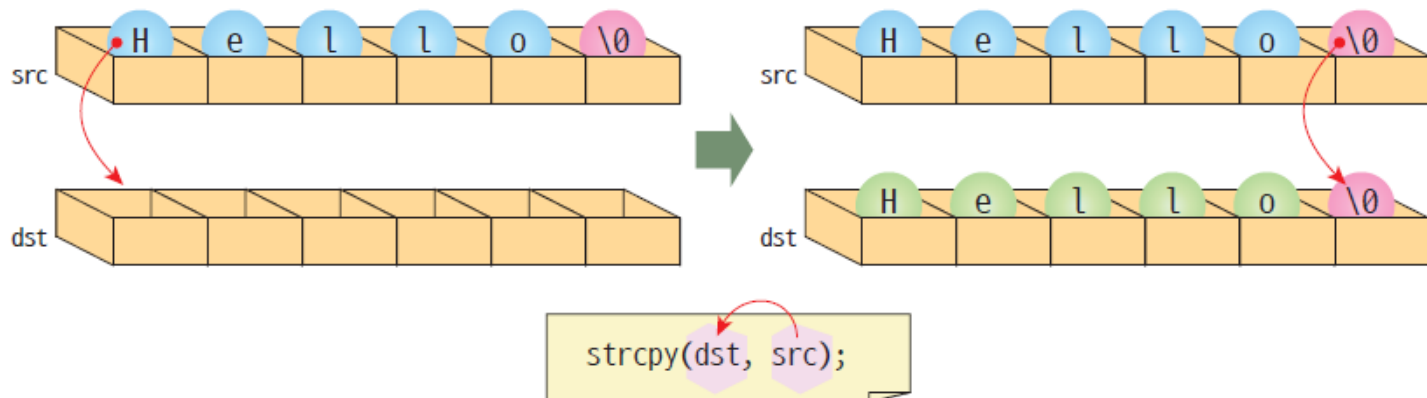 H e l l o \0
src
H e l l o \0
src
dst
H e l l o \0
dst
strcpy(dst, src);